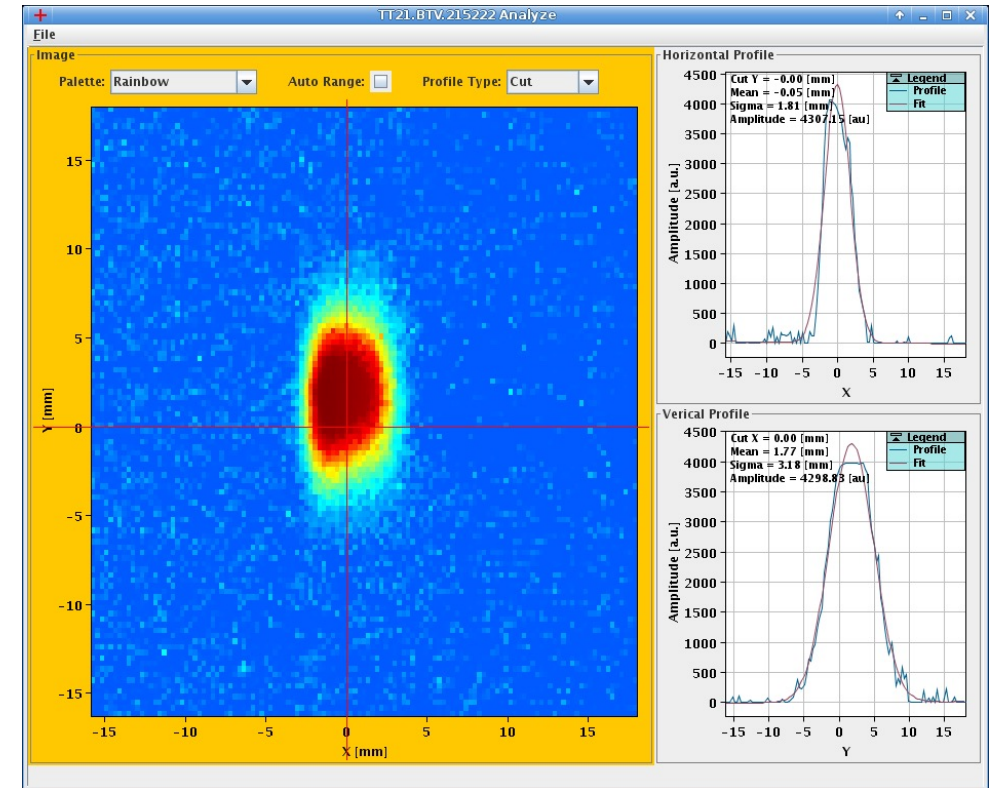 TT21.BTV.215222 Analyze
File
Image
Palette: Rainbow Auto Range: Profile Type: Cut
15
10
5
0
-5
-10
-15
Y [mm]
-15 -10 -5 0 5 10 15
X [mm]
Horizontal Profile
Cut Y = -0.00 [mm]
Mean = -0.05 [mm]
Sigma = 1.81 [mm]
Amplitude = 4307.15 [au]
Legend
Profile
Fit
4500
4000
3500
3000
2500
2000
1500
1000
500
0
Amplitude [a.u.]
-15 -10 -5 0 5 10 15
X
Verical Profile
Cut X = 0.00 [mm]
Mean = 1.77 [mm]
Sigma = 3.18 [mm]
Amplitude = 4298.83 [au]
Legend
Profile
Fit
4500
4000
3500
3000
2500
2000
1500
1000
500
0
Amplitude [a.u.]
-15 -10 -5 0 5 10 15
Y